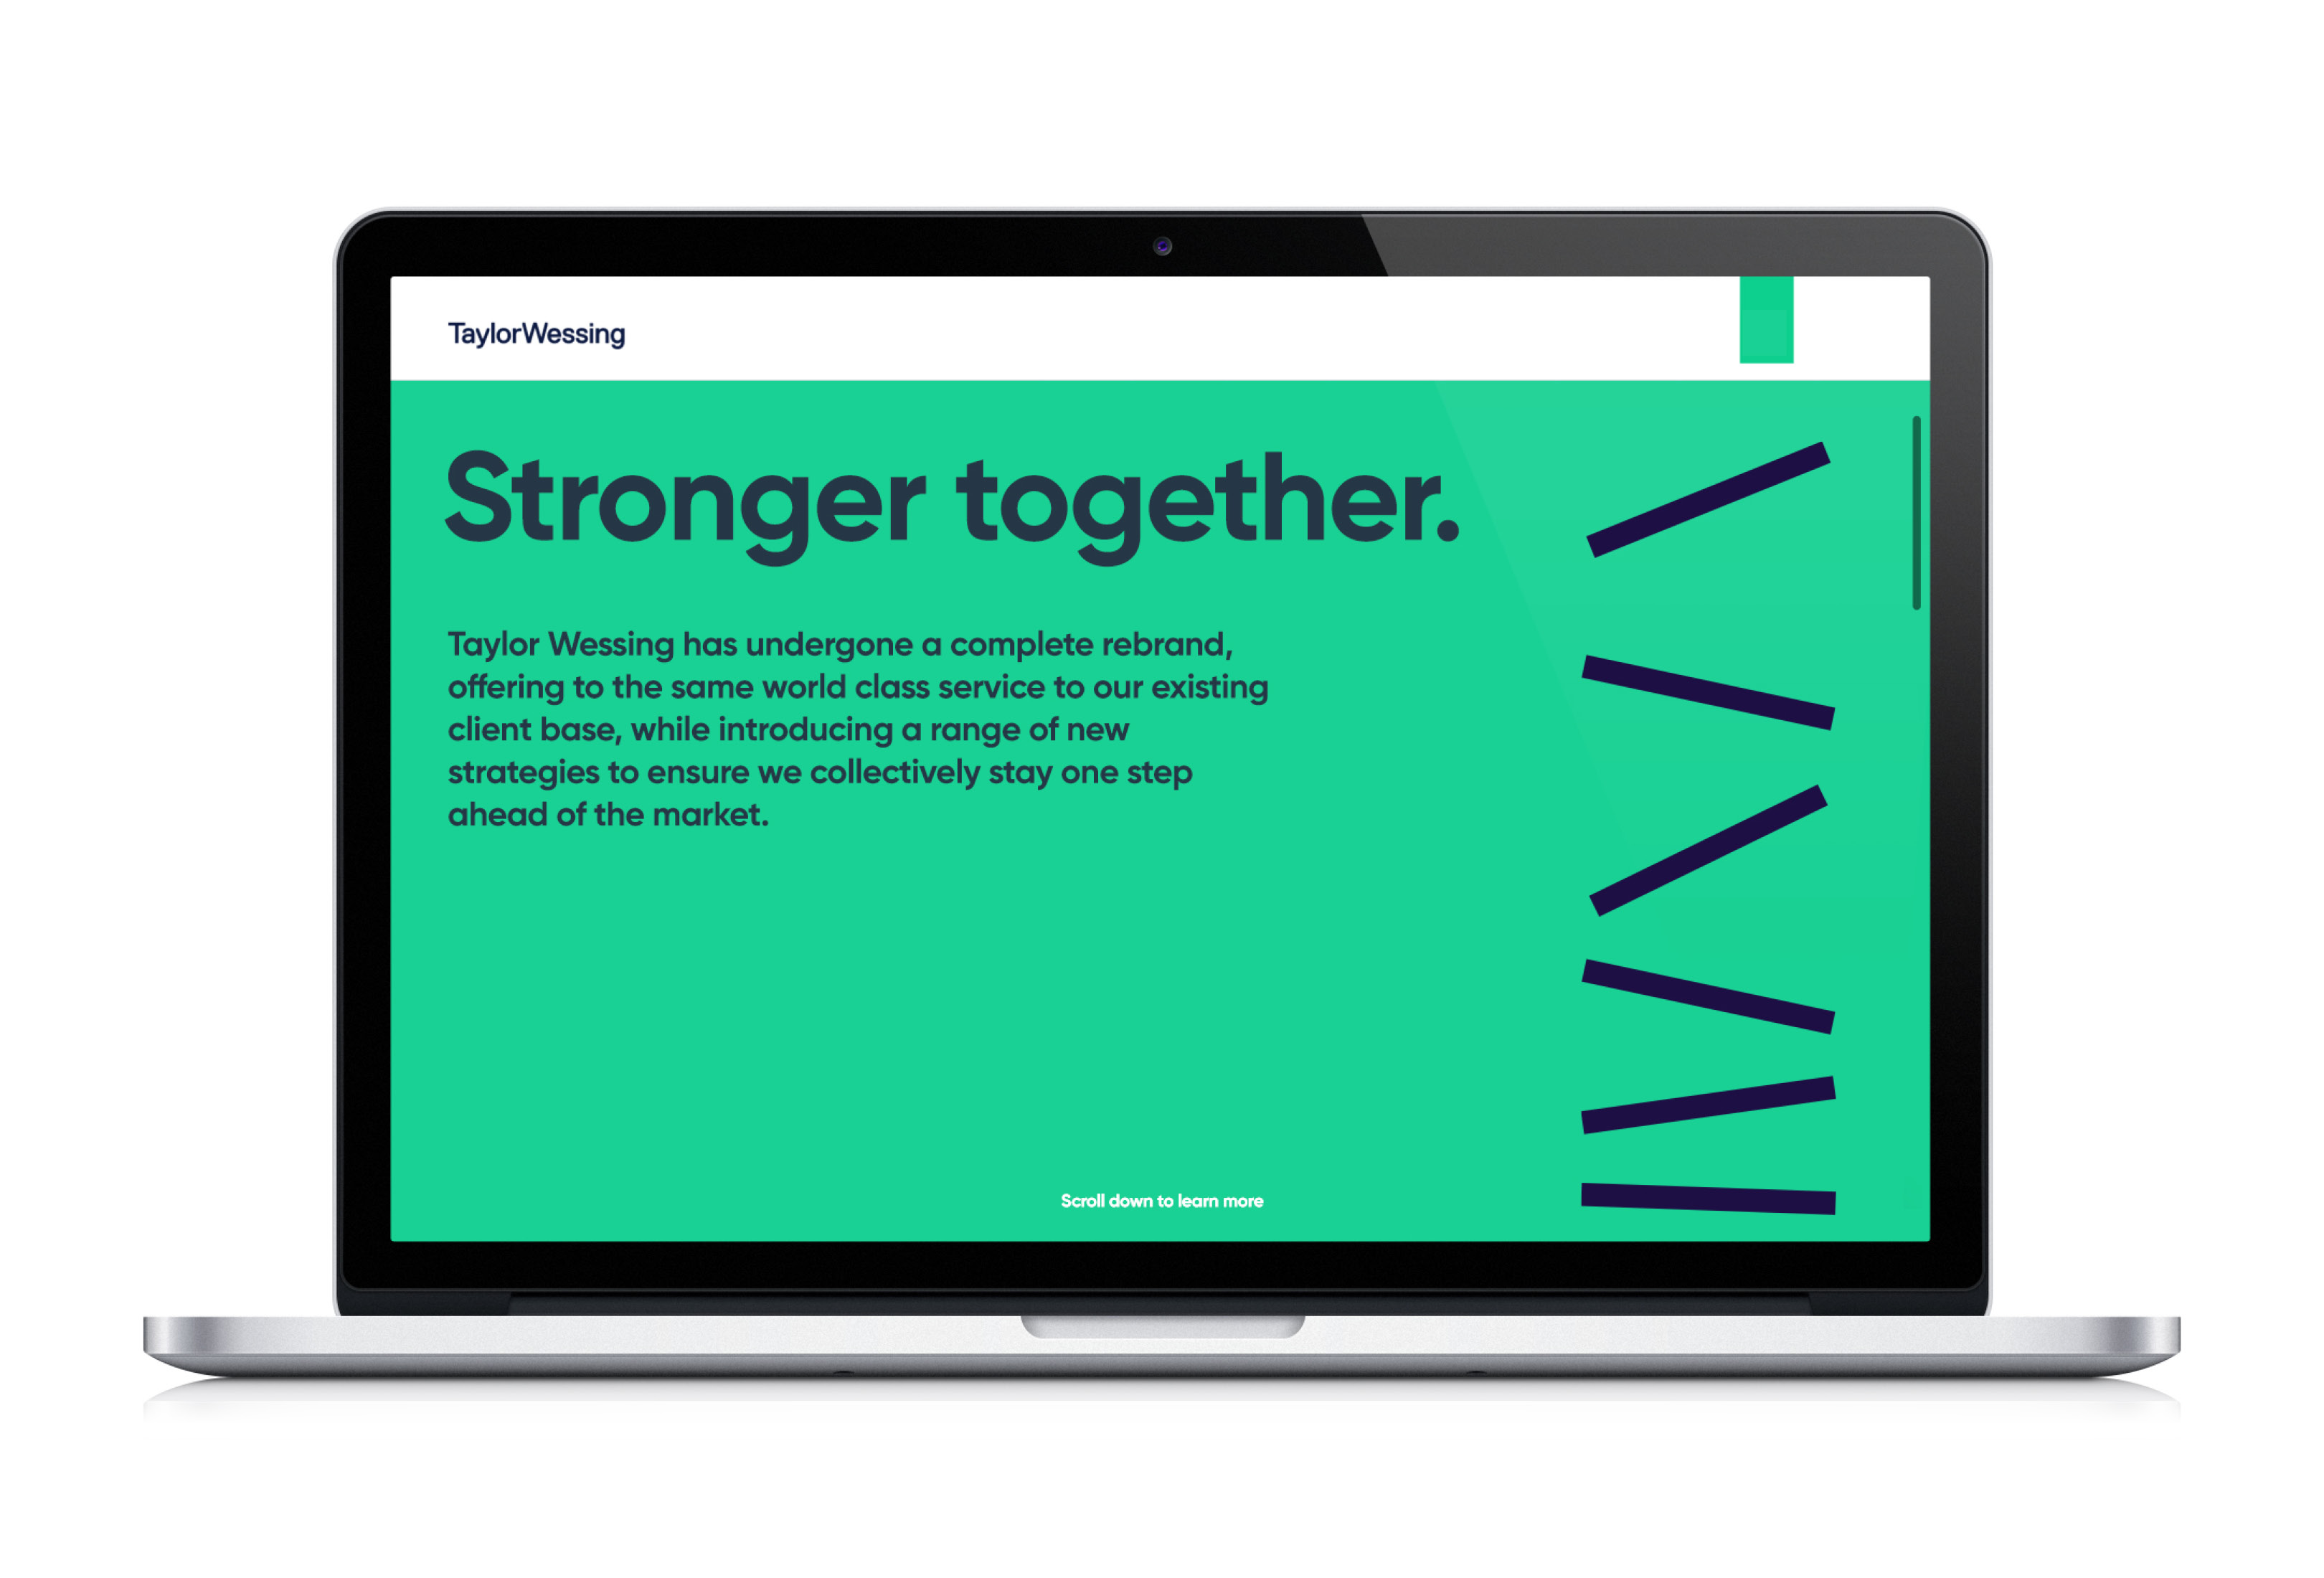 TaylorWessing
Stronger together.
Taylor Wessing has undergone a complete rebrand,
offering to the same world class service to our existing
client base, while introducing a range of new
strategies to ensure we collectively stay one step
ahead of the market.
Scroll down to learn more